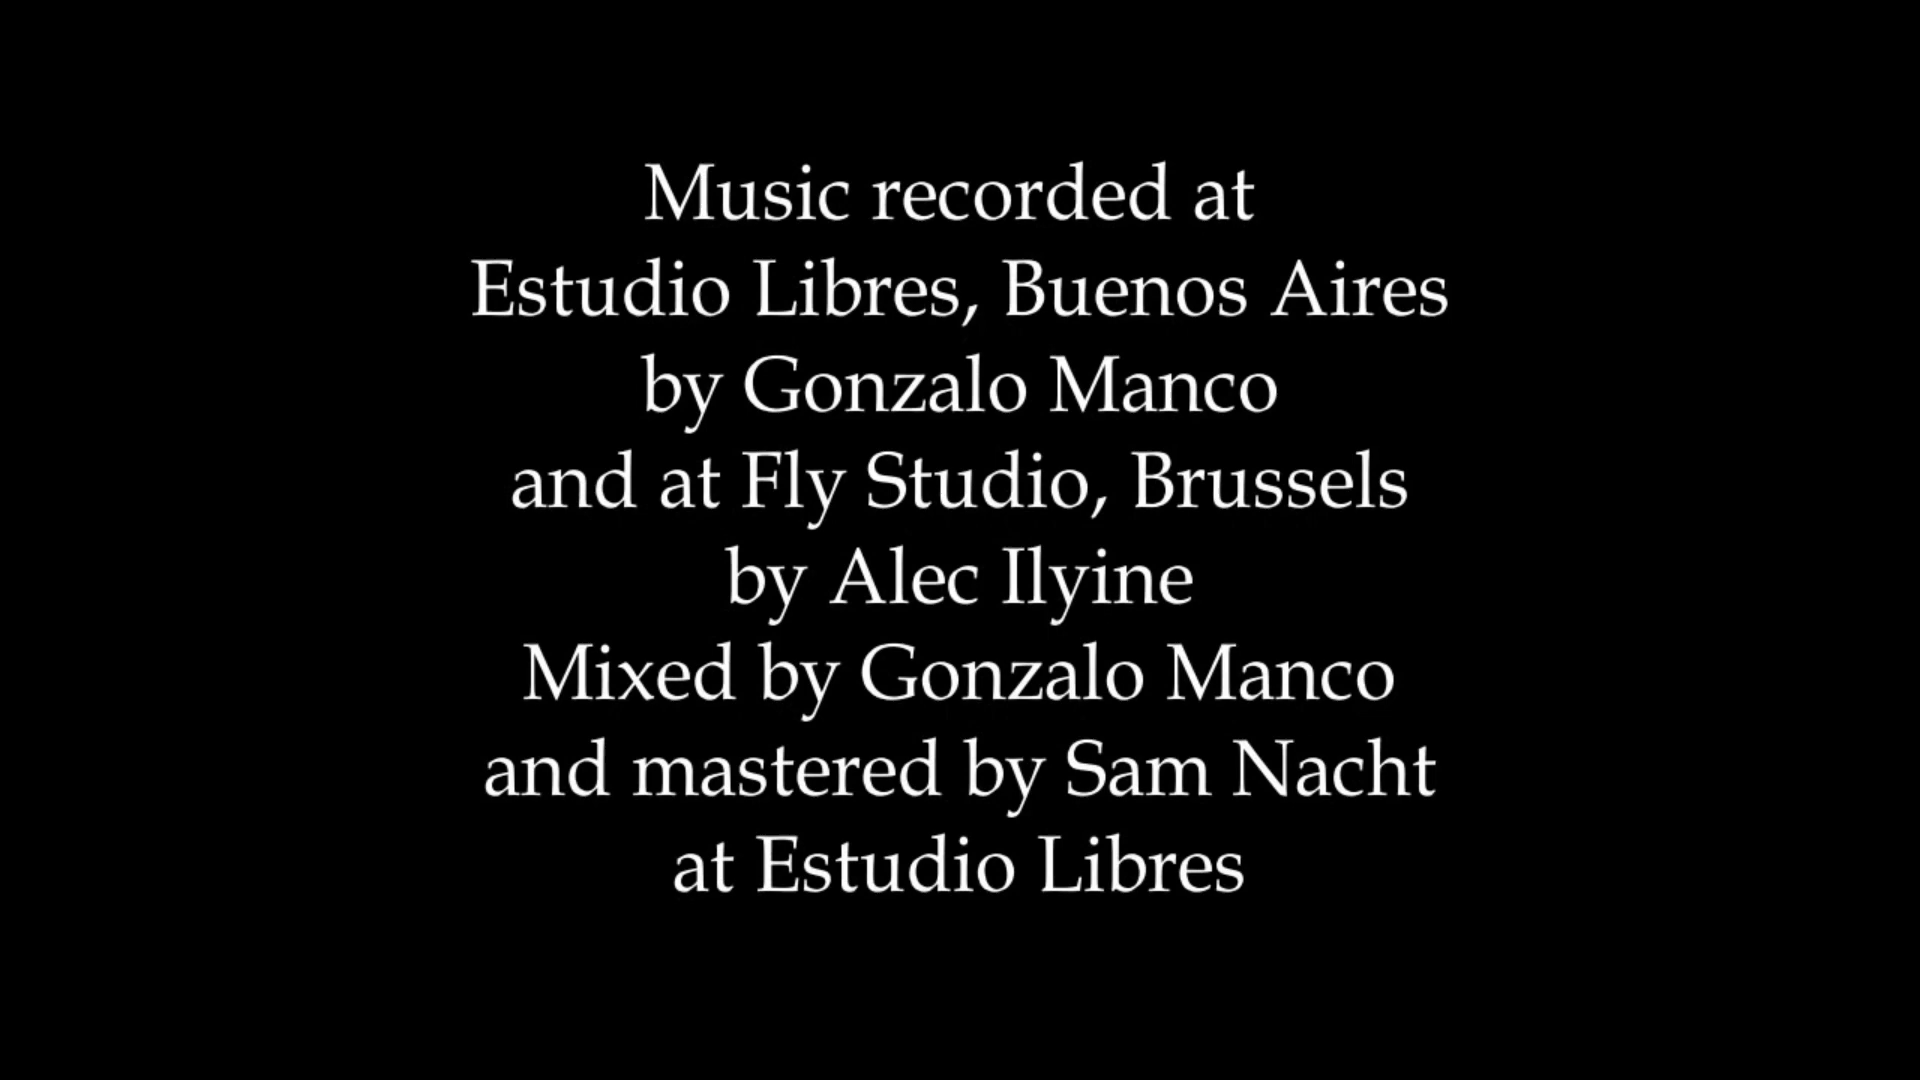 Music recorded at
Estudio Libres, Buenos Aires
by Gonzalo Manco
and at Fly Studio, Brussels
by Alec Ilyine
Mixed by Gonzalo Manco
and mastered by Sam Nacht
at Estudio Libres